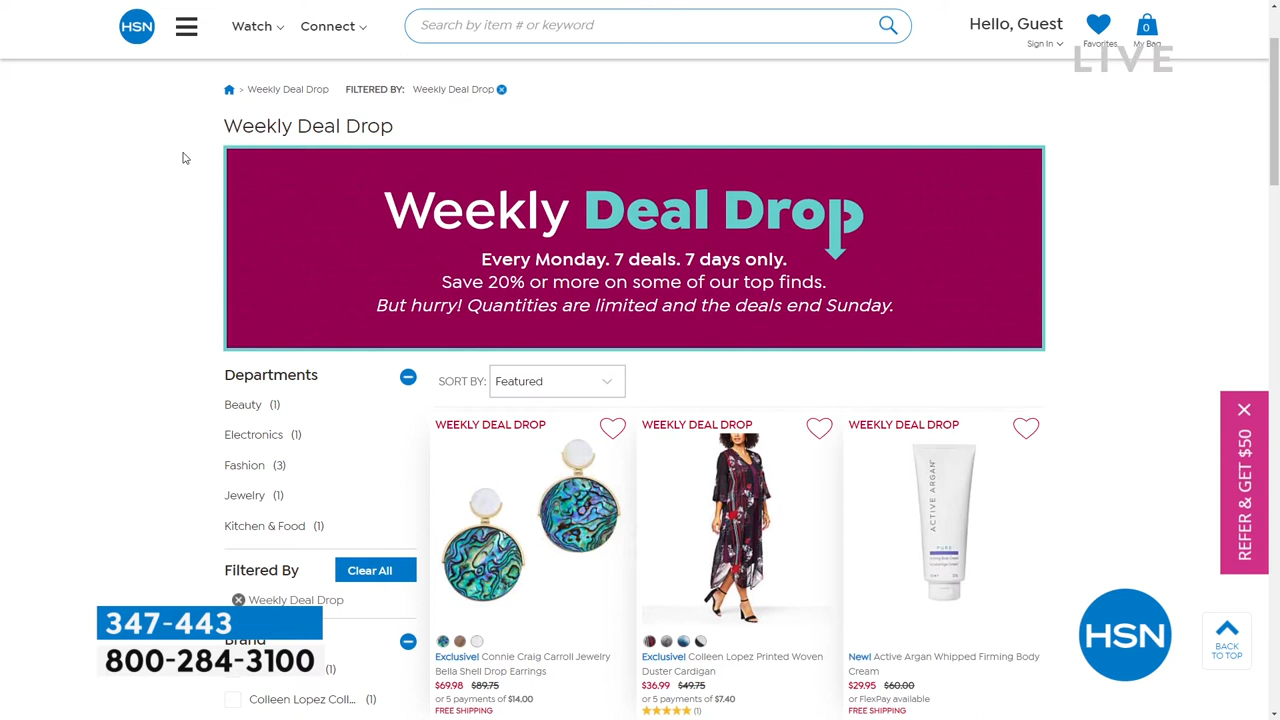 HSN
Watch
Connect
Search by item # or keyword
Hello, Guest
Sign In
Favorites
0
My Bag
LIVE
> Weekly Deal Drop
FILTERED BY: Weekly Deal Drop
Weekly Deal Drop
Weekly Deal Drop
Every Monday. 7 deals. 7 days only.
Save 20% or more on some of our top finds.
But hurry! Quantities are limited and the deals end Sunday.
Departments
Beauty (1)
Electronics (1)
Fashion (3)
Jewelry (1)
Kitchen & Food (1)
Filtered By
Clear All
Weekly Deal Drop
347-443
Brand
800-284-3100
(1)
Colleen Lopez Coll... (1)
SORT BY: Featured
WEEKLY DEAL DROP
Exclusive! Connie Craig Carroll Jewelry
Bella Shell Drop Earrings
$69.98 $89.75
or 5 payments of $14.00
FREE SHIPPING
WEEKLY DEAL DROP
Exclusive! Colleen Lopez Printed Woven
Duster Cardigan
$36.99 $49.75
or 5 payments of $7.40
(1)
WEEKLY DEAL DROP
ACTIVE ARGAN
PURE
New! Active Argan Whipped Firming Body
Cream
$29.95 $60.00
or FlexPay available
FREE SHIPPING
REFER & GET $50
HSN
BACK
TO TOP